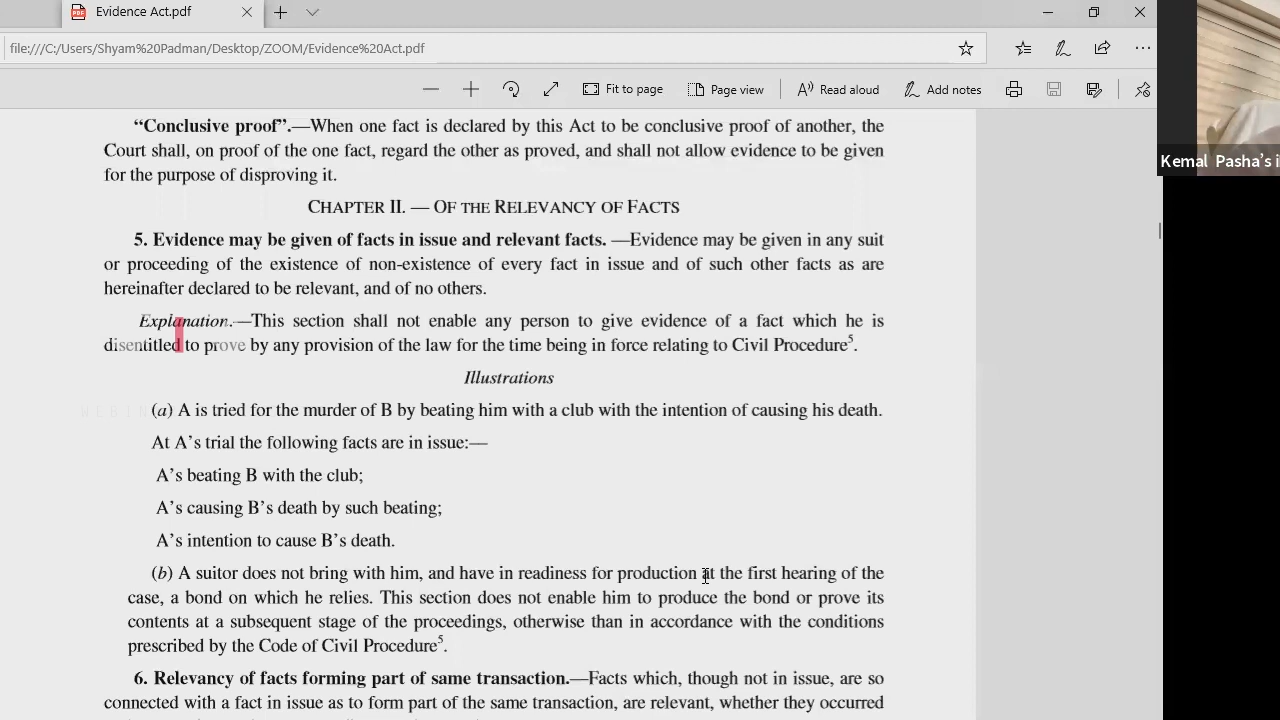 Evidence Act.pdf
file:///C:/Users/Shyam%20Padman/Desktop/ZOOM/Evidence%20Act.pdf
Fit to page
Page view
Read aloud
Add notes
“Conclusive proof”.—When one fact is declared by this Act to be conclusive proof of another, the
Court shall, on proof of the one fact, regard the other as proved, and shall not allow evidence to be given
for the purpose of disproving it.
CHAPTER II. — OF THE RELEVANCY OF FACTS
5. Evidence may be given of facts in issue and relevant facts. —Evidence may be given in any suit
or proceeding of the existence of non-existence of every fact in issue and of such other facts as are
hereinafter declared to be relevant, and of no others.
Explanation.—This section shall not enable any person to give evidence of a fact which he is
disentitled to prove by any provision of the law for the time being in force relating to Civil Procedure5.
Illustrations
(a) A is tried for the murder of B by beating him with a club with the intention of causing his death.
At A’s trial the following facts are in issue:—
A’s beating B with the club;
A’s causing B’s death by such beating;
A’s intention to cause B’s death.
(b) A suitor does not bring with him, and have in readiness for production at the first hearing of the
case, a bond on which he relies. This section does not enable him to produce the bond or prove its
contents at a subsequent stage of the proceedings, otherwise than in accordance with the conditions
prescribed by the Code of Civil Procedure5.
6. Relevancy of facts forming part of same transaction.—Facts which, though not in issue, are so
connected with a fact in issue as to form part of the same transaction, are relevant, whether they occurred
Kemal Pasha’s i